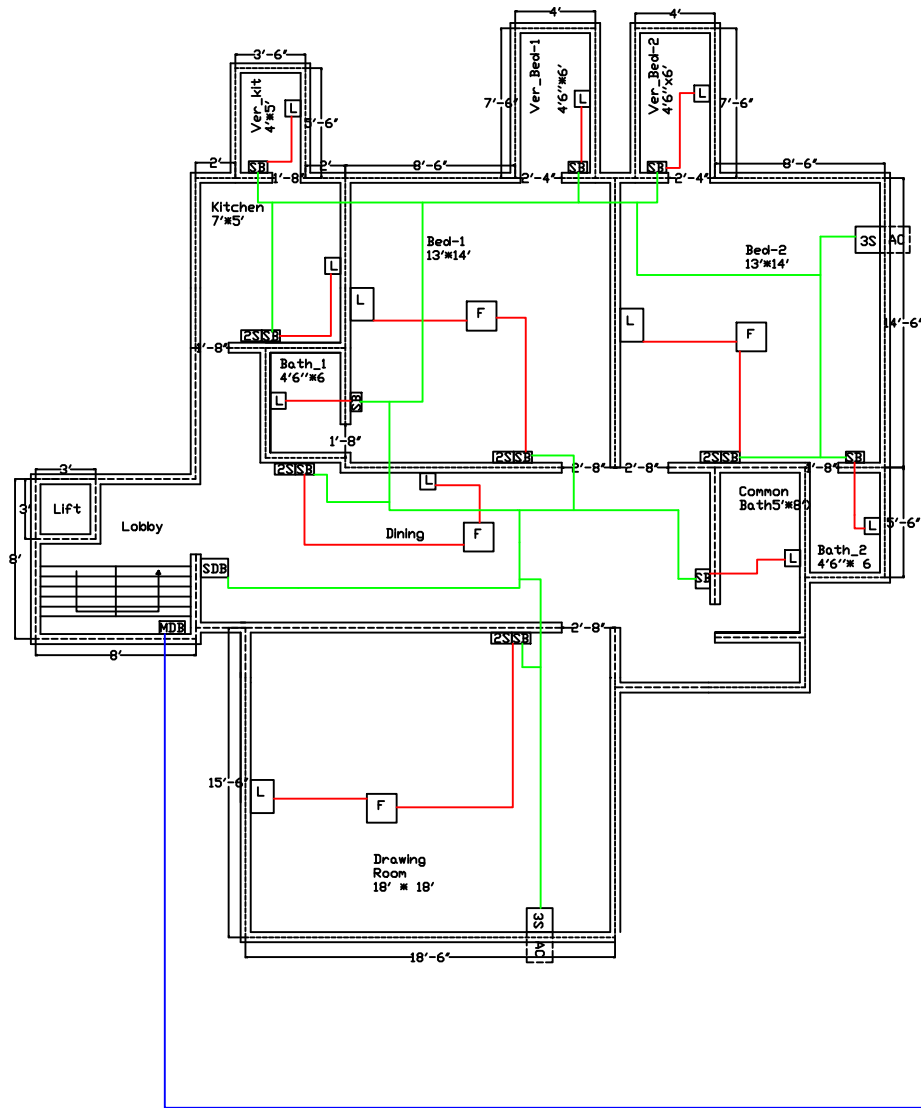 4'
4'
3'-6"
Ver_kit
4'*5'
L
5'-6"
7'-6"
Ver_Bed-1
4'6''*6'
L
Ver_Bed-2
4'6''x6'
L
7'-6"
2'
SB
2'
8'-6"
SB
SB
8'-6"
1'-8"
2'-4"
2'-4"
Kitchen
7'*5'
Bed-1
13'*14'
Bed-2
13'*14'
3S
AC
L
L
F
L
F
14'-6"
2S
SB
Bath_1
4'6''*6
L
SB
1'-8"
2S
SB
2S
SB
SB
3'
2S
SB
2'-8"
2'-8"
Lift
3'
Lobby
L
Dining
F
Common
Bath5'*8'
L
L
5'-6"
Bath_2
4'6''* 6
8'
SDB
SB
MDB
8'
2S
SB
2'-8"
15'-6"
L
F
Drawing
Room
18' * 18'
3S
AC
18'-6"